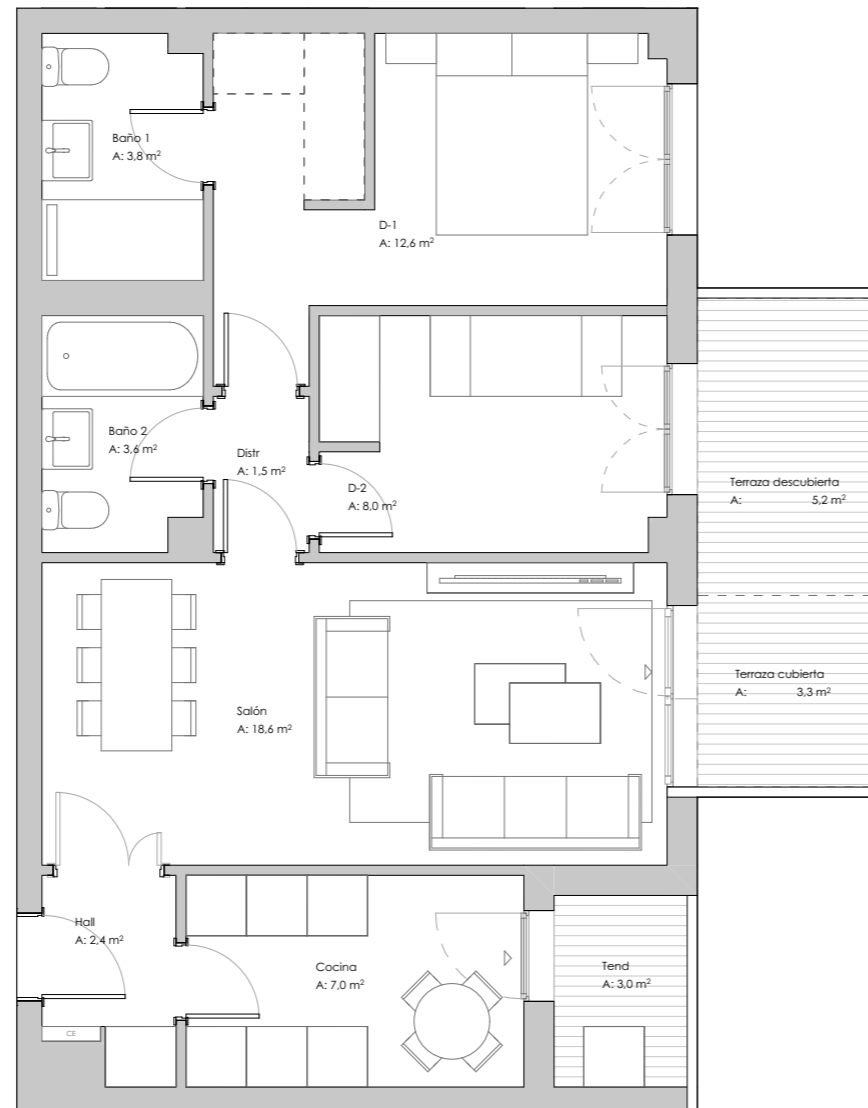 Baño 1
A: 3,8 m²
D-1
A: 12,6 m²
Baño 2
A: 3,6 m²
Distr
A: 1,5 m²
D-2
A: 8,0 m²
Terraza descubierta
A: 5,2 m²
Terraza cubierta
A: 3,3 m²
Salón
A: 18,6 m²
Hall
A: 2,4 m²
Cocina
A: 7,0 m²
Tend
A: 3,0 m²
CE